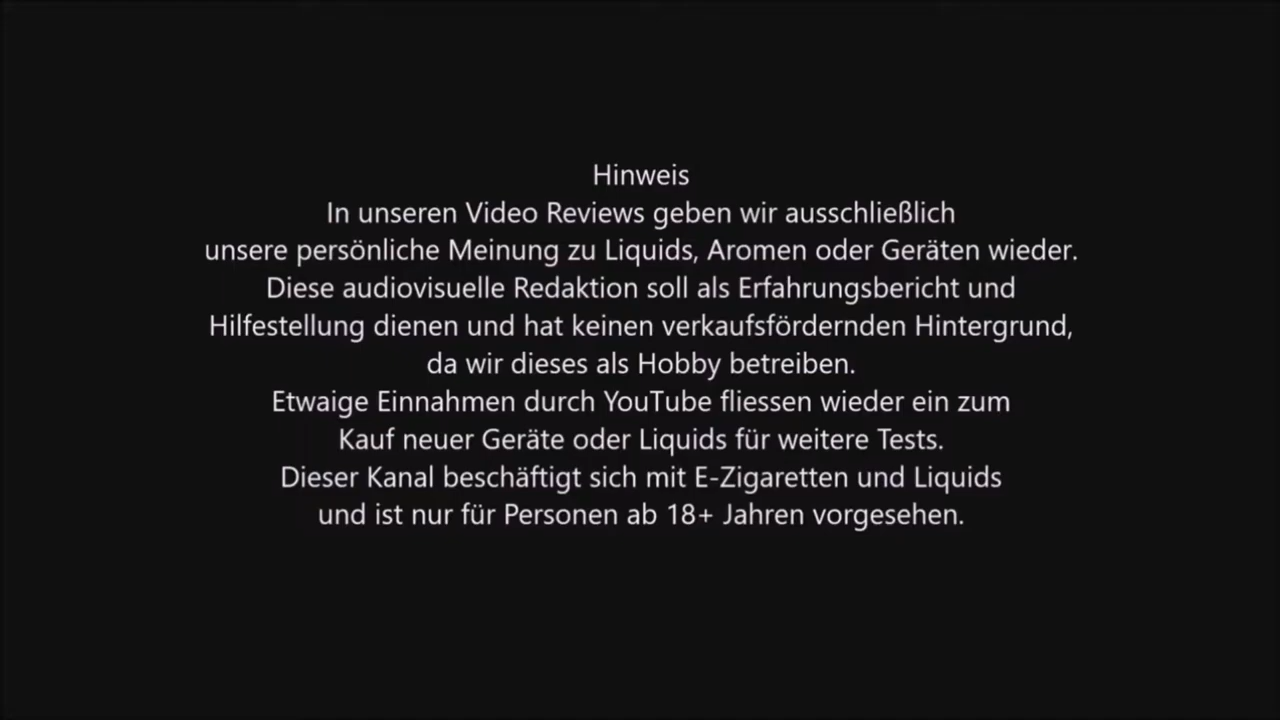 Hinweis
In unseren Video Reviews geben wir ausschließlich
unsere persönliche Meinung zu Liquids, Aromen oder Geräten wieder.
Diese audiovisuelle Redaktion soll als Erfahrungsbericht und
Hilfestellung dienen und hat keinen verkaufsfördernden Hintergrund,
da wir dieses als Hobby betreiben.
Etwaige Einnahmen durch YouTube fliessen wieder ein zum
Kauf neuer Geräte oder Liquids für weitere Tests.
Dieser Kanal beschäftigt sich mit E-Zigaretten und Liquids
und ist nur für Personen ab 18+ Jahren vorgesehen.